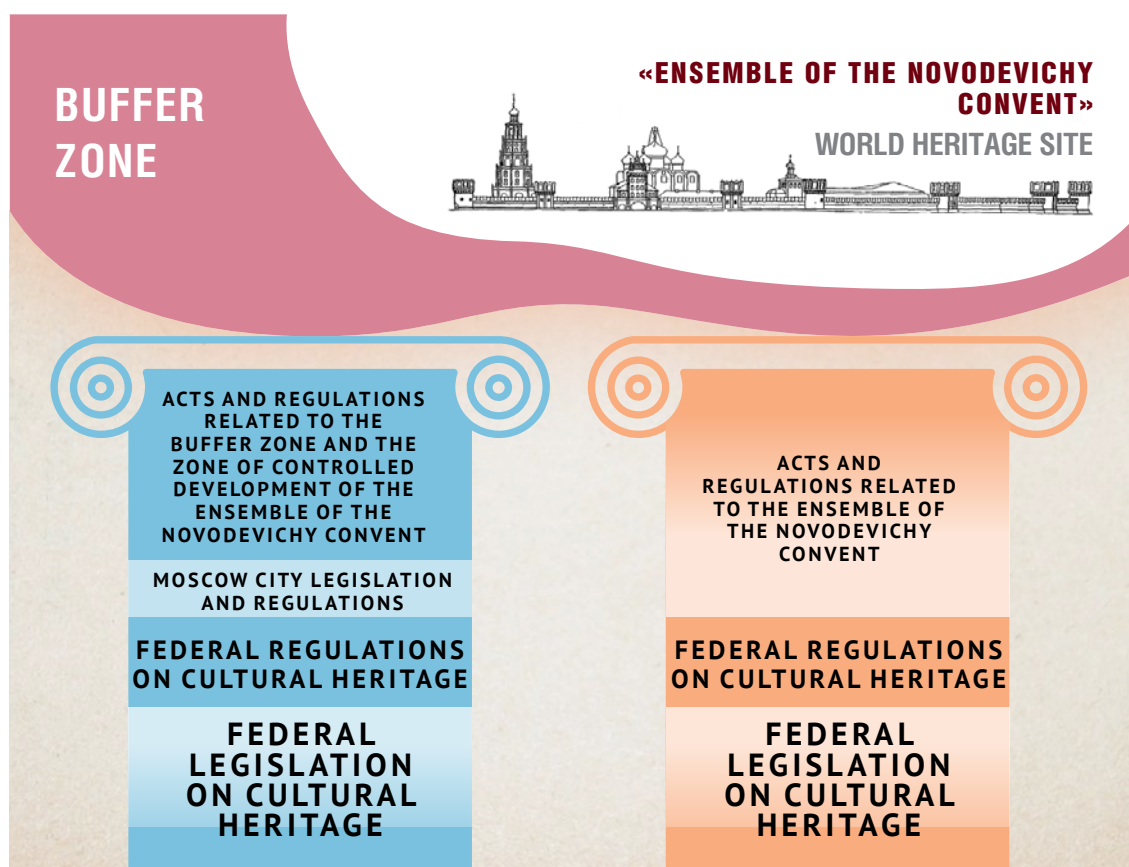 BUFFER
ZONE
«ENSEMBLE OF THE NOVODEVICHY
CONVENT»
WORLD HERITAGE SITE
ACTS AND REGULATIONS
RELATED TO THE
BUFFER ZONE AND THE
ZONE OF CONTROLLED
DEVELOPMENT OF THE
ENSEMBLE OF THE
NOVODEVICHY CONVENT
MOSCOW CITY LEGISLATION
AND REGULATIONS
FEDERAL REGULATIONS
ON CULTURAL HERITAGE
FEDERAL
LEGISLATION
ON CULTURAL
HERITAGE
ACTS AND
REGULATIONS RELATED
TO THE ENSEMBLE OF
THE NOVODEVICHY
CONVENT
FEDERAL REGULATIONS
ON CULTURAL HERITAGE
FEDERAL
LEGISLATION
ON CULTURAL
HERITAGE